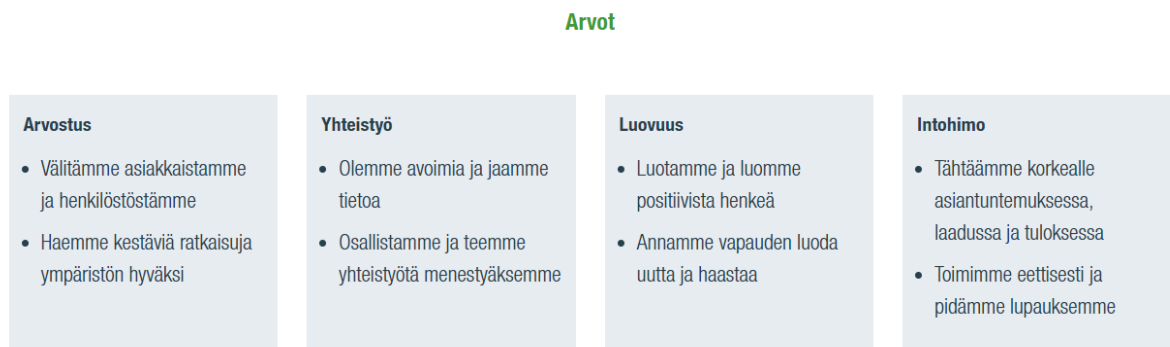 Arvot
Arvostus
• Välitämme asiakkaistamme
ja henkilöstöstämme
• Haemme kestäviä ratkaisuja
ympäristön hyväksi
Yhteistyö
• Olemme avoimia ja jaamme
tietoa
• Osallistamme ja teemme
yhteistyötä menestyäksemme
Luovuus
• Luotamme ja luomme
positiivista henkeä
• Annamme vapauden luoda
uutta ja haastaa
Intohimo
• Tähtäämme korkealle
asiantuntemuksessa,
laadussa ja tuloksessa
• Toimimme eettisesti ja
pidämme lupauksemme